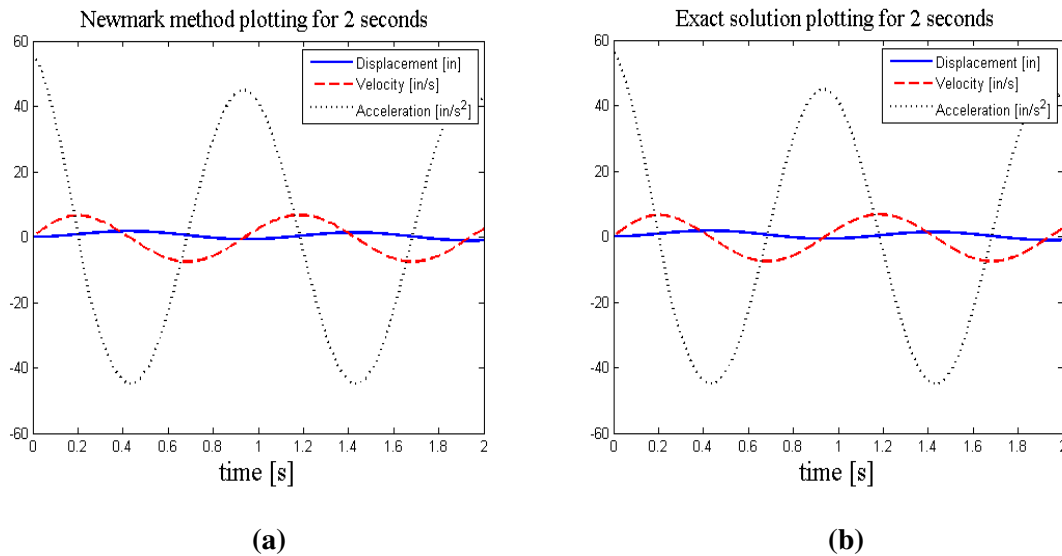 Newmark method plotting for 2 seconds
60
40
20
0
-20
-40
-60
Displacement [in]
Velocity [in/s]
Acceleration [in/s²]
0 0.2 0.4 0.6 0.8 1 1.2 1.4 1.6 1.8 2
time [s]
(a)
Exact solution plotting for 2 seconds
60
40
20
0
-20
-40
-60
Displacement [in]
Velocity [in/s]
Acceleration [in/s²]
0 0.2 0.4 0.6 0.8 1 1.2 1.4 1.6 1.8 2
time [s]
(b)